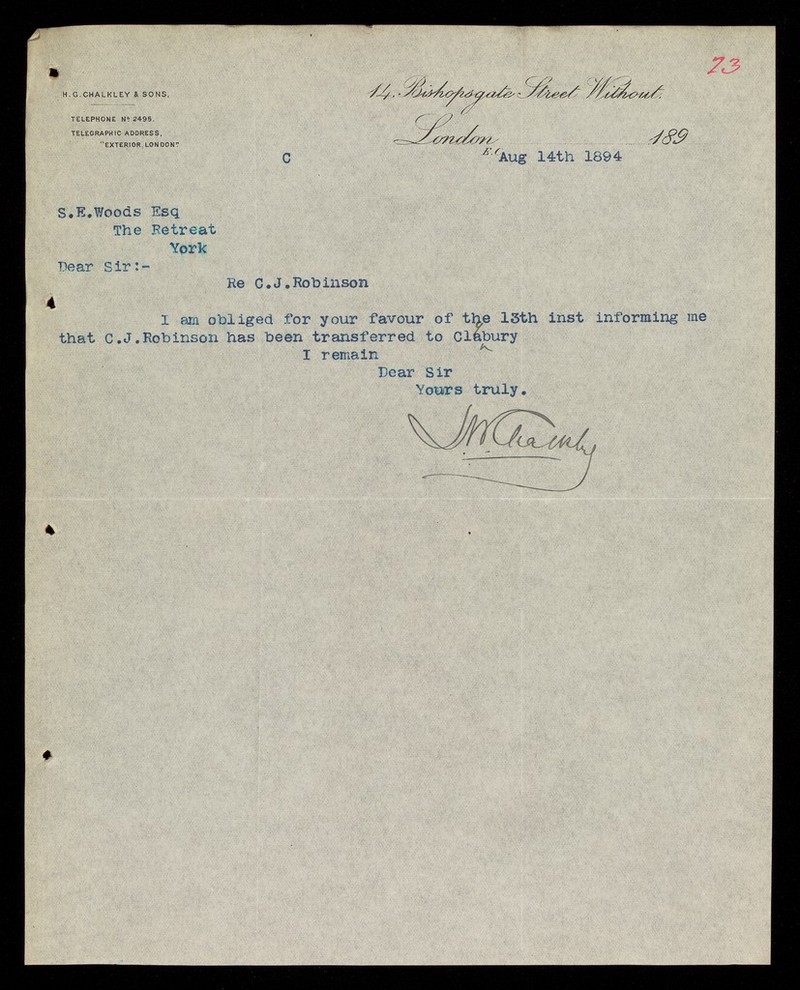 23
H.G.CHALKLEY & SONS.
14. Bishopsgate Street Without.
TELEPHONE Nº 2495.
TELEGRAPHIC ADDRESS,
"EXTERIOR, LONDON"
London, 189
E.C
C Aug 14th 1894
S.E.Woods Esq
The Retreat
York
Dear Sir:-
Re C.J.Robinson
I am obliged for your favour of the 13th inst informing me
that C.J.Robinson has been transferred to Clabury
I remain
Dear Sir
Yours truly.
Chalkley